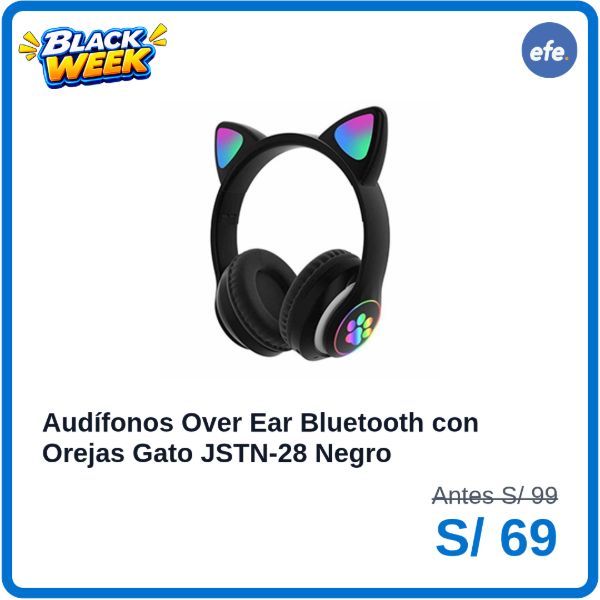 BLACK
WEEK
efe.
Audífonos Over Ear Bluetooth con
Orejas Gato JSTN-28 Negro
Antes S/ 99
S/ 69